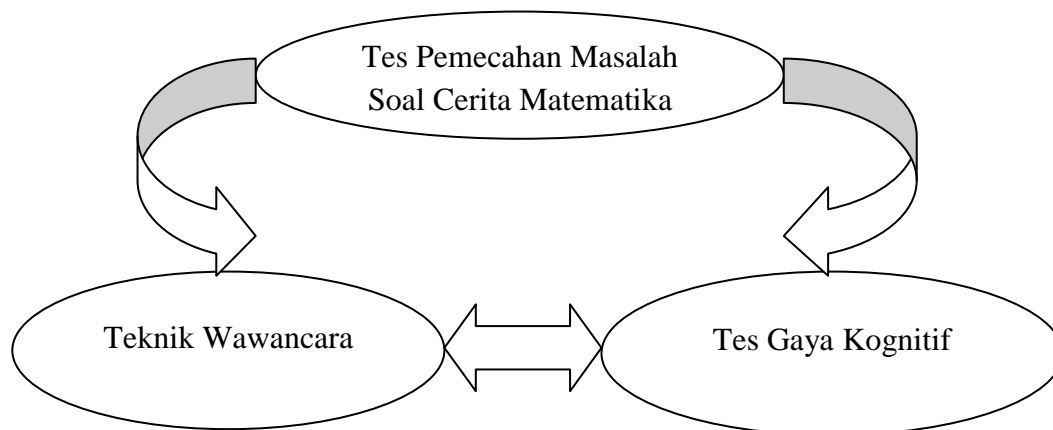 Tes Pemecahan Masalah
Soal Cerita Matematika
Teknik Wawancara
Tes Gaya Kognitif